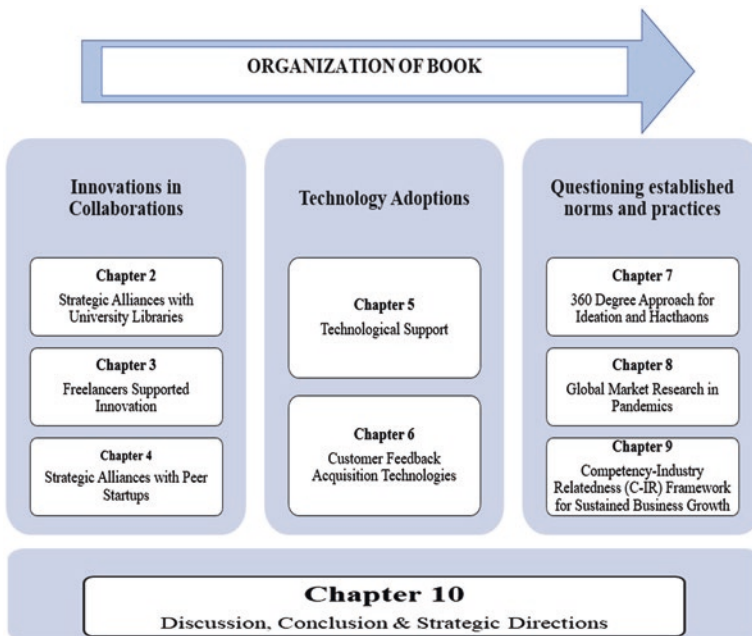 ORGANIZATION OF BOOK
Innovations in
Collaborations
Chapter 2
Strategic Alliances with
University Libraries
Chapter 3
Freelancers Supported
Innovation
Chapter 4
Strategic Alliances with Peer
Startups
Technology Adoptions
Chapter 5
Technological Support
Chapter 6
Customer Feedback
Acquisition Technologies
Questioning established
norms and practices
Chapter 7
360 Degree Approach for
Ideation and Hacthaons
Chapter 8
Global Market Research in
Pandemics
Chapter 9
Competency-Industry
Relatedness (C-IR) Framework
for Sustained Business Growth
Chapter 10
Discussion, Conclusion & Strategic Directions